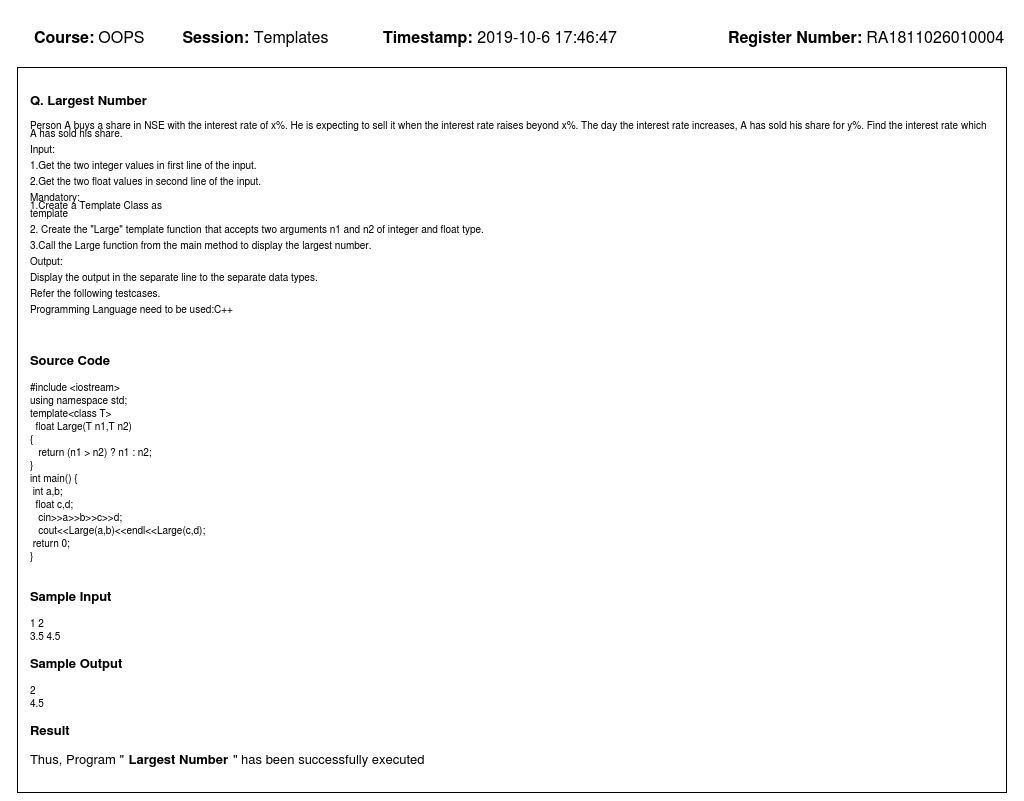 Course: OOPS Session: Templates Timestamp: 2019-10-6 17:46:47 Register Number: RA1811026010004
Q. Largest Number
Person A buys a share in NSE with the interest rate of x%. He is expecting to sell it when the interest rate raises beyond x%. The day the interest rate increases, A has sold his share for y%. Find the interest rate which
A has sold his share.
Input:
1.Get the two integer values in first line of the input.
2.Get the two float values in second line of the input.
Mandatory:
1.Create a Template Class as
template
2. Create the "Large" template function that accepts two arguments n1 and n2 of integer and float type.
3.Call the Large function from the main method to display the largest number.
Output:
Display the output in the separate line to the separate data types.
Refer the following testcases.
Programming Language need to be used:C++
Source Code
#include <iostream>
using namespace std;
template<class T>
float Large(T n1,T n2)
{
return (n1 > n2) ? n1 : n2;
}
int main() {
int a,b;
float c,d;
cin>>a>>b>>c>>d;
cout<<Large(a,b)<<endl<<Large(c,d);
return 0;
}
Sample Input
1 2
3.5 4.5
Sample Output
2
4.5
Result
Thus, Program " Largest Number " has been successfully executed